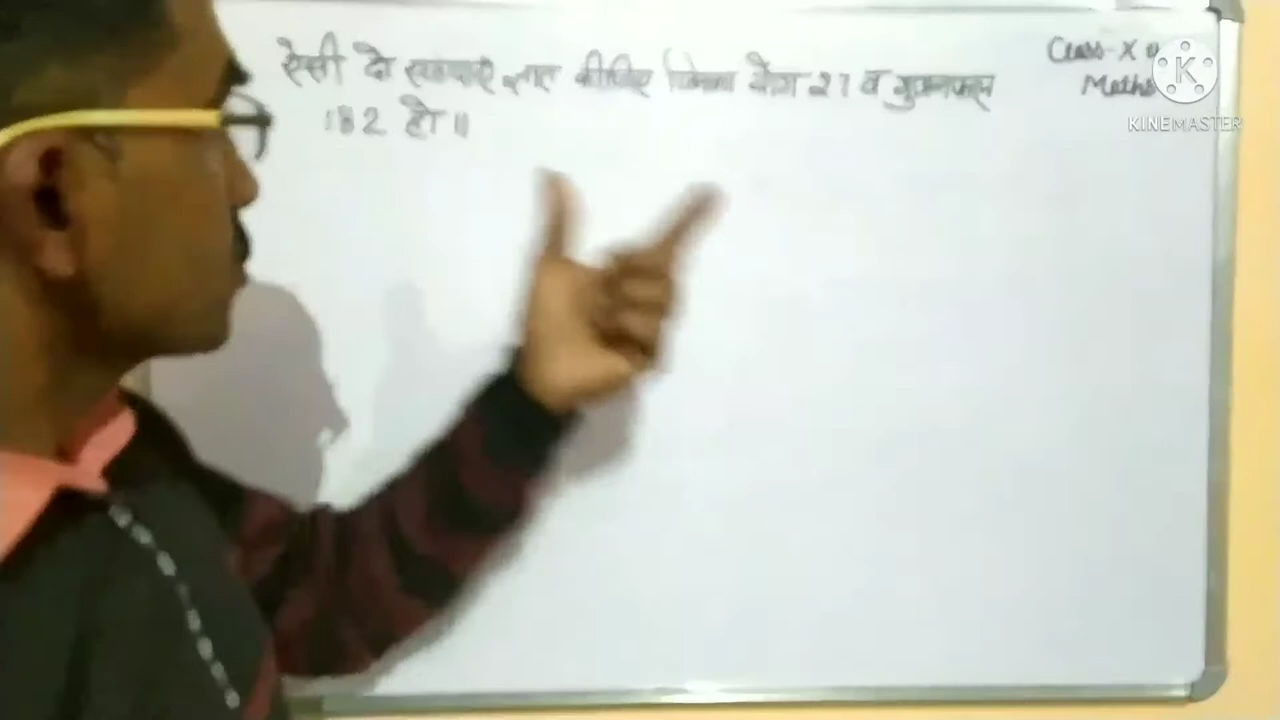 ऐसी दो संख्याएं ज्ञात कीजिए जिनका योग 27 व गुणनफल
182 हो॥
Class-X
Maths
K
KINEMASTER